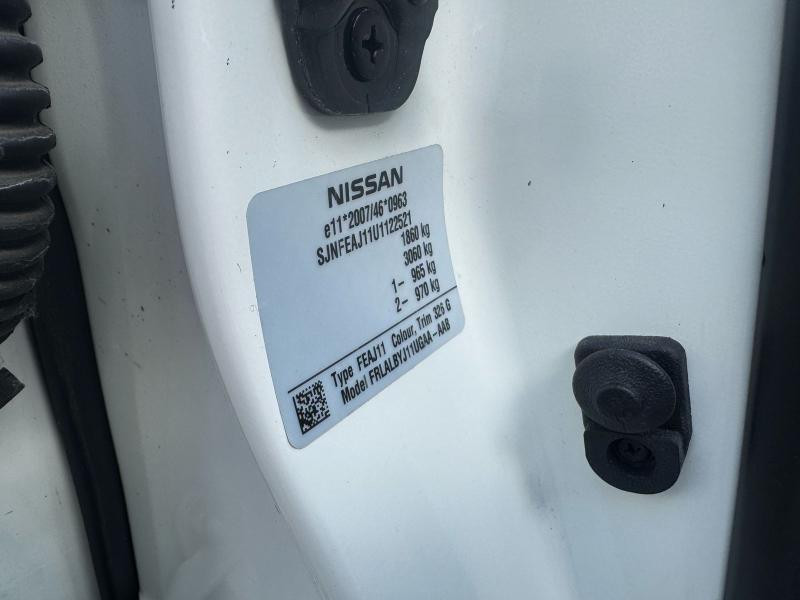 NISSAN
e11*2007/46*0963
SJNFEAJ11U1122521
1860 kg
3060 kg
1- 965 kg
2- 970 kg
Type FEAJ11 Colour, Trim 326 G
Model FRLALBYJ11UGAA-AAB